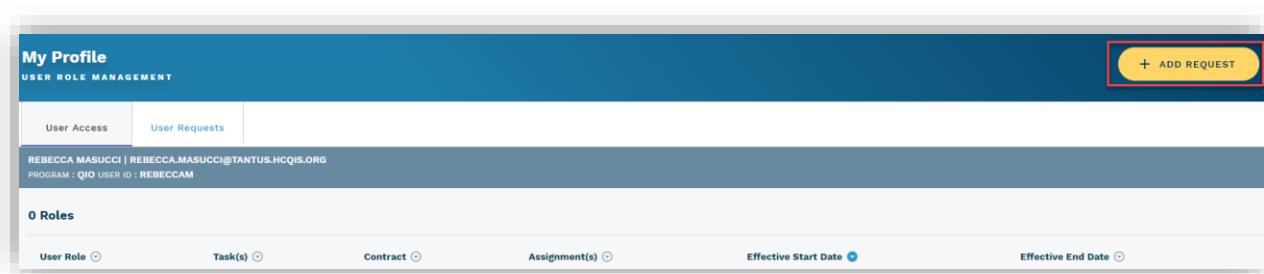 My Profile
USER ROLE MANAGEMENT
+ ADD REQUEST
User Access User Requests
REBECCA MASUCCI | REBECCA.MASUCCI@TANTUS.HCQIS.ORG
PROGRAM : QIO USER ID : REBECCAM
0 Roles
User Role Task(s) Contract Assignment(s) Effective Start Date Effective End Date